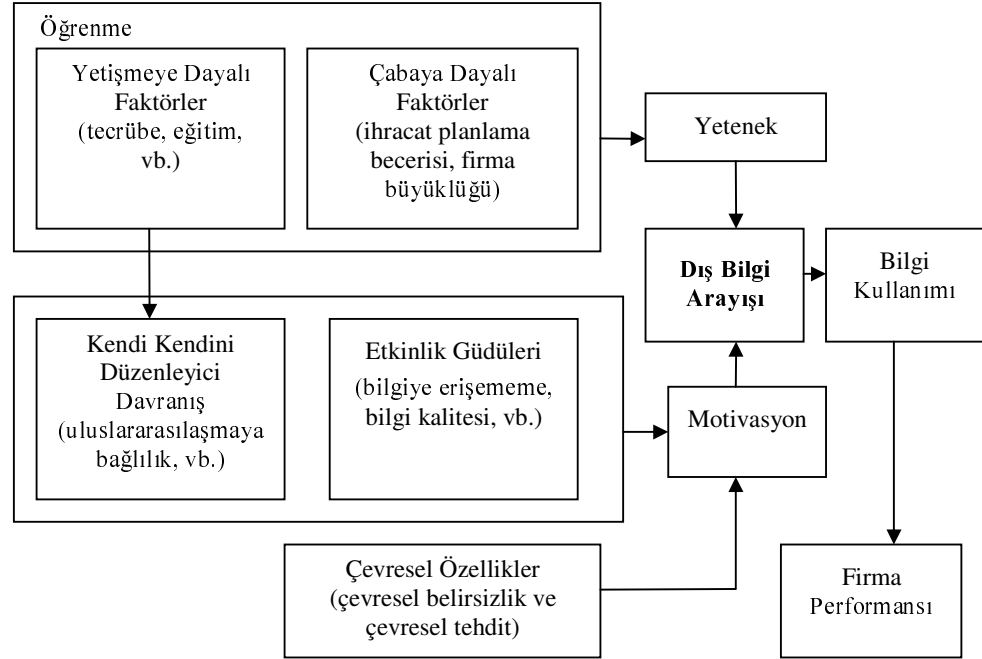 Öğrenme
Yetişmeye Dayalı
Faktörler
(tecrübe, eğitim,
vb.)
Çabaya Dayalı
Faktörler
(ihracat planlama
becerisi, firma
büyüklüğü)
Yetenek
Dış Bilgi
Arayışı
Bilgi
Kullanımı
Kendi Kendini
Düzenleyici
Davranış
(uluslararasılaşmaya
bağlılık, vb.)
Etkinlik Güdüleri
(bilgiye erişememe,
bilgi kalitesi, vb.)
Motivasyon
Çevresel Özellikler
(çevresel belirsizlik ve
çevresel tehdit)
Firma
Performansı